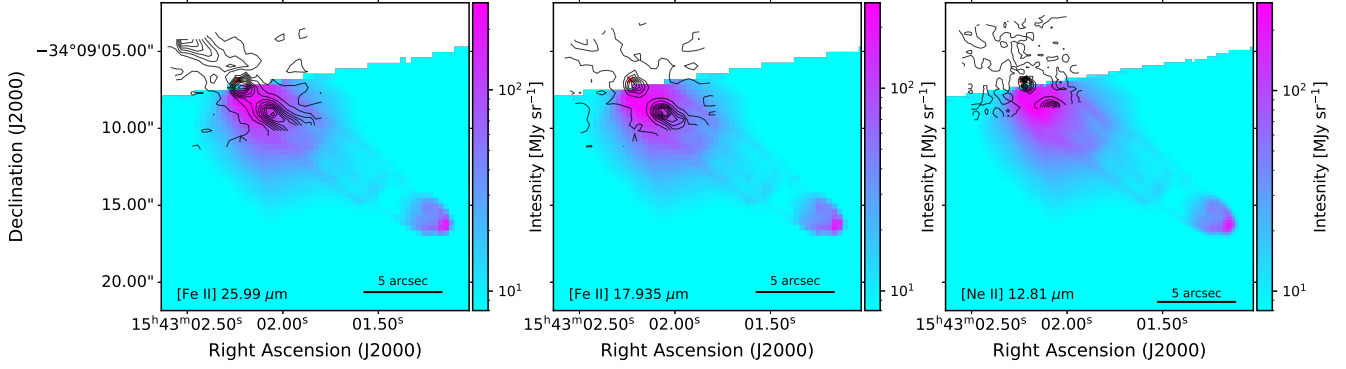 Declination (J2000)
−34°09'05.00"
10.00"
15.00"
20.00"
[Fe II] 25.99 μm
5 arcsec
15ʰ43ᵐ02.50ˢ 02.00ˢ 01.50ˢ
Right Ascension (J2000)
10²
10¹
Intesnity [MJy sr⁻¹]
[Fe II] 17.935 μm
5 arcsec
15ʰ43ᵐ02.50ˢ 02.00ˢ 01.50ˢ
Right Ascension (J2000)
10²
10¹
Intesnity [MJy sr⁻¹]
[Ne II] 12.81 μm
5 arcsec
15ʰ43ᵐ02.50ˢ 02.00ˢ 01.50ˢ
Right Ascension (J2000)
10²
10¹
Intesnity [MJy sr⁻¹]